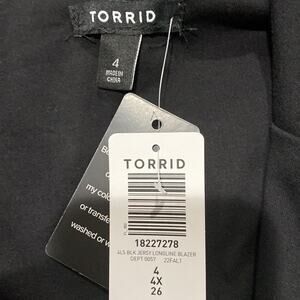 TORRID
4
MADE IN
CHINA
my colo
or transfe
washed or w
TORRID
18227278
4LS BLK JERSY LONGLINE BLAZER
DEPT 0057 22FAL1
4
4X
26